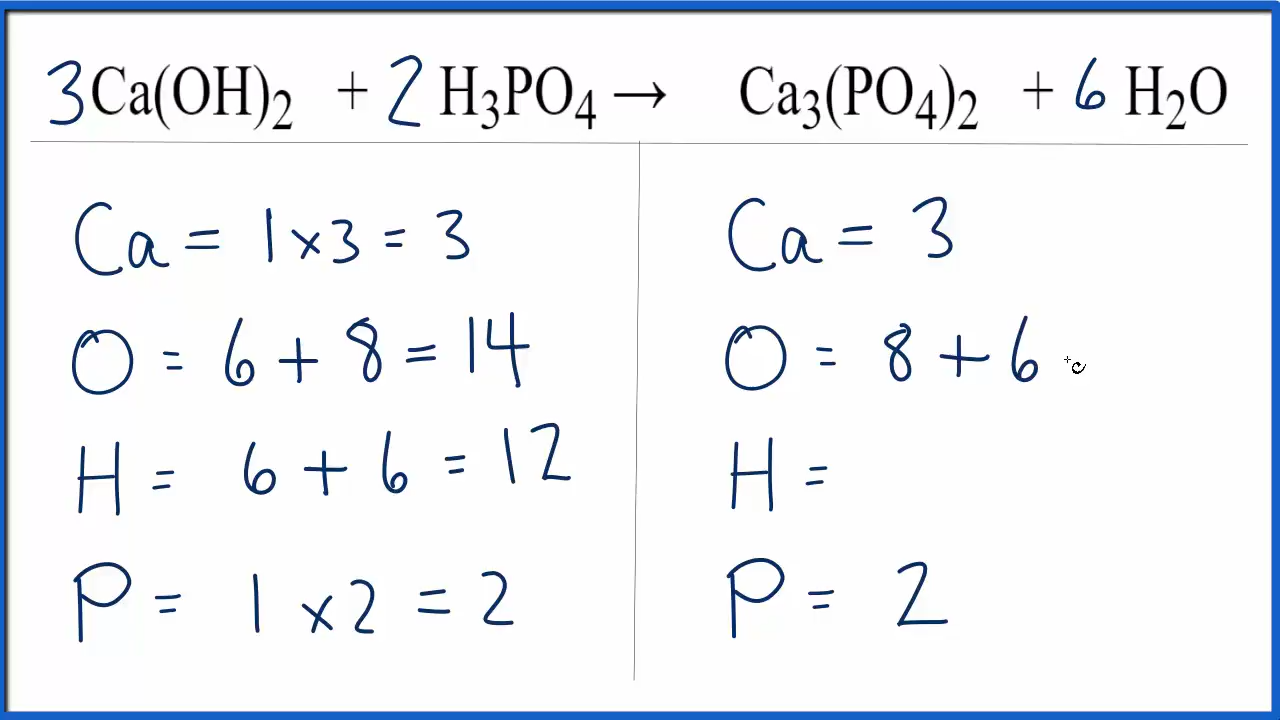 3Ca(OH)₂ + 2 H₃PO₄ → Ca₃(PO₄)₂ + 6 H₂O
Ca = 1 x 3 = 3
O = 6 + 8 = 14
H = 6 + 6 = 12
P = 1 x 2 = 2
Ca = 3
O = 8 + 6
H =
P = 2